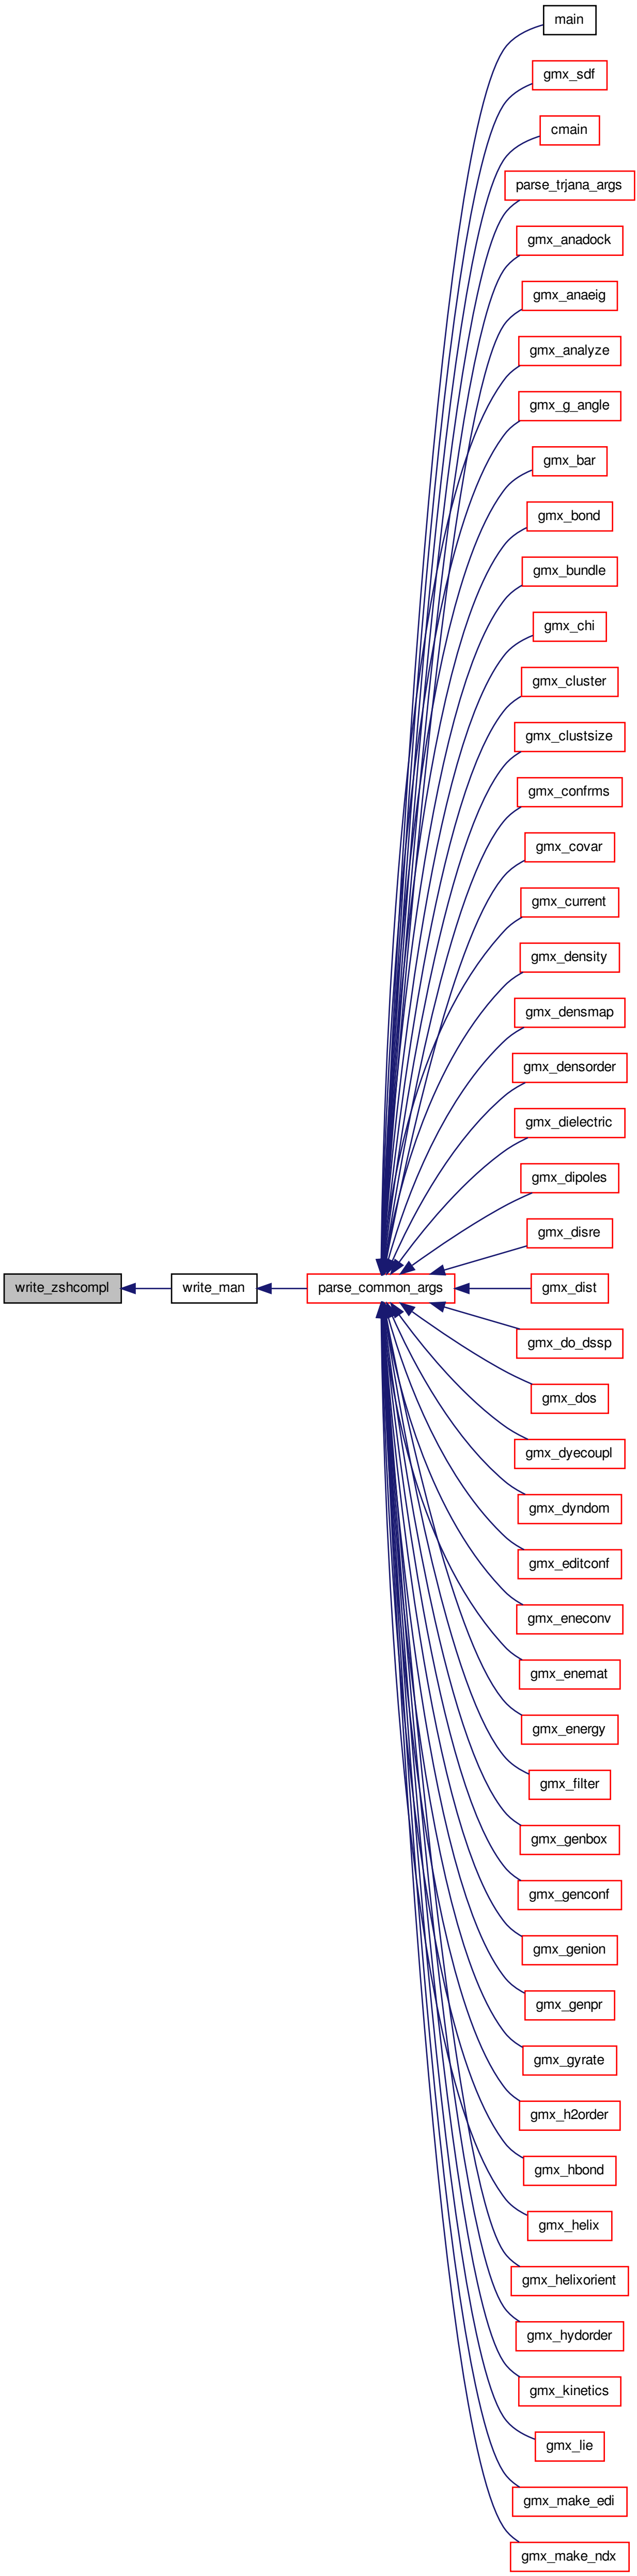 main
gmx_sdf
cmain
parse_trjana_args
gmx_anadock
gmx_anaeig
gmx_analyze
gmx_g_angle
gmx_bar
gmx_bond
gmx_bundle
gmx_chi
gmx_cluster
gmx_clustsize
gmx_confrms
gmx_covar
gmx_current
gmx_density
gmx_densmap
gmx_densorder
gmx_dielectric
gmx_dipoles
gmx_disre
write_zshcompl write_man parse_common_args gmx_dist
gmx_do_dssp
gmx_dos
gmx_dyecoupl
gmx_dyndom
gmx_editconf
gmx_eneconv
gmx_enemat
gmx_energy
gmx_filter
gmx_genbox
gmx_genconf
gmx_genion
gmx_genpr
gmx_gyrate
gmx_h2order
gmx_hbond
gmx_helix
gmx_helixorient
gmx_hydorder
gmx_kinetics
gmx_lie
gmx_make_edi
gmx_make_ndx